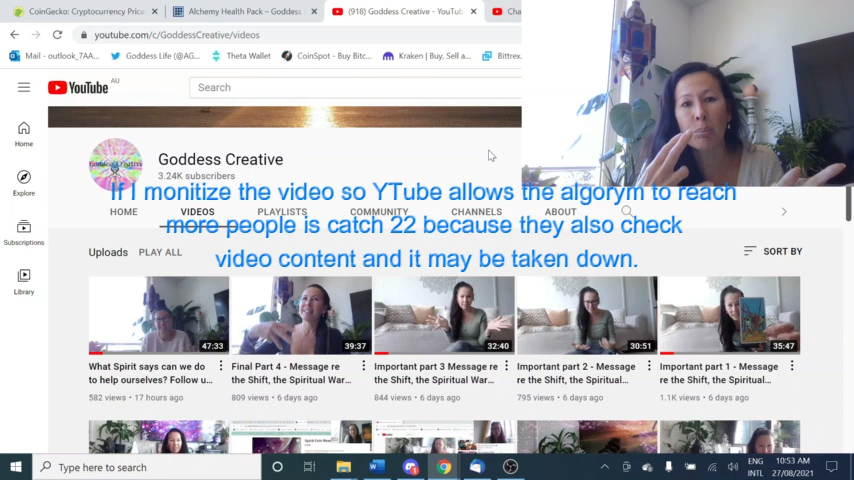 CoinGecko: Cryptocurrency Price
Alchemy Health Pack – Goddess
(918) Goddess Creative - YouTub
Cha
youtube.com/c/GoddessCreative/videos
Mail - outlook_7AA...
Goddess Life (@AG...
Theta Wallet
CoinSpot - Buy Bitc...
Kraken | Buy, Sell a...
Bittrex
YouTube AU
Search
Home
Explore
Subscriptions
Library
Goddess Creative
3.24K subscribers
If I monitize the video so YTube allows the algorym to reach
more people is catch 22 because they also check
video content and it may be taken down.
HOME VIDEOS PLAYLISTS COMMUNITY CHANNELS ABOUT
Uploads PLAY ALL
SORT BY
47:33
39:37
32:40
30:51
35:47
What Spirit says can we do
to help ourselves? Follow u...
582 views • 17 hours ago
Final Part 4 - Message re
the Shift, the Spiritual War...
809 views • 6 days ago
Important part 3 Message re
the Shift, the Spiritual War...
844 views • 6 days ago
Important part 2 - Message
re the Shift, the Spiritual...
795 views • 6 days ago
Important part 1 - Message
re the Shift, the Spiritual...
1.1K views • 6 days ago
Type here to search
ENG
INTL
10:53 AM
27/08/2021